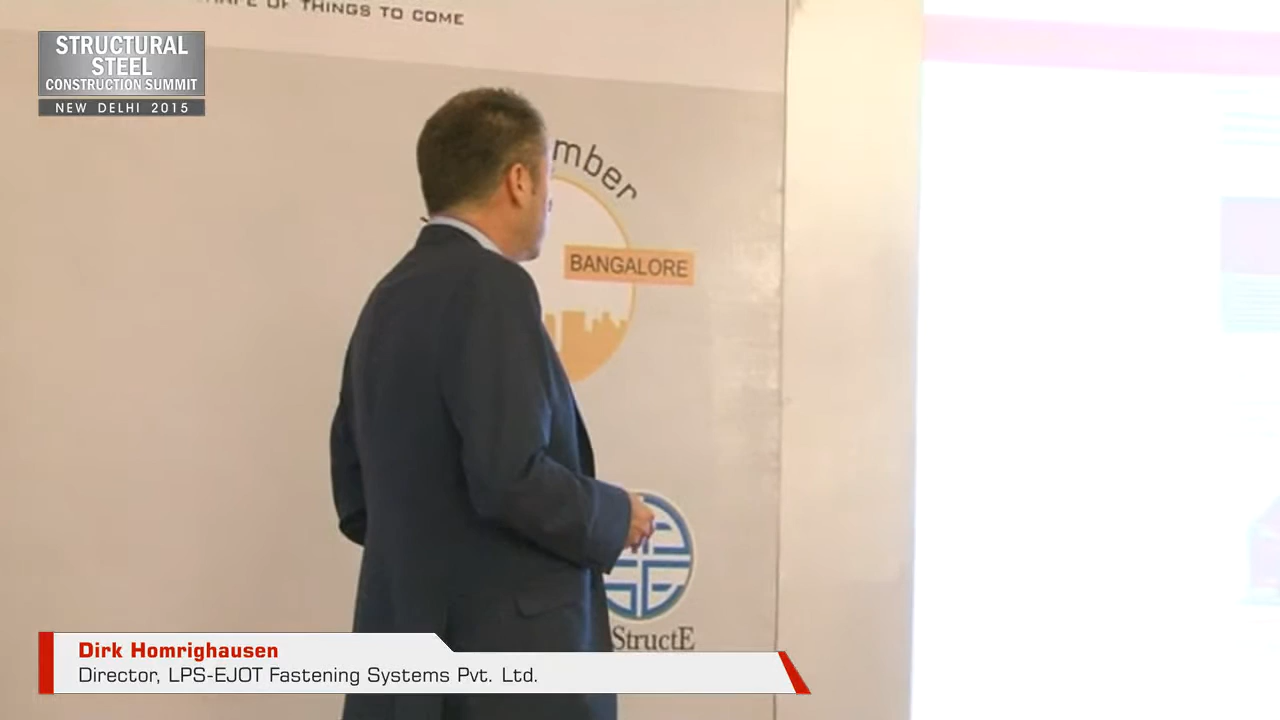 OF THINGS TO COME
STRUCTURAL
STEEL
CONSTRUCTION SUMMIT
NEW DELHI 2015
mber
BANGALORE
StructE
Dirk Homrighausen
Director, LPS-EJOT Fastening Systems Pvt. Ltd.